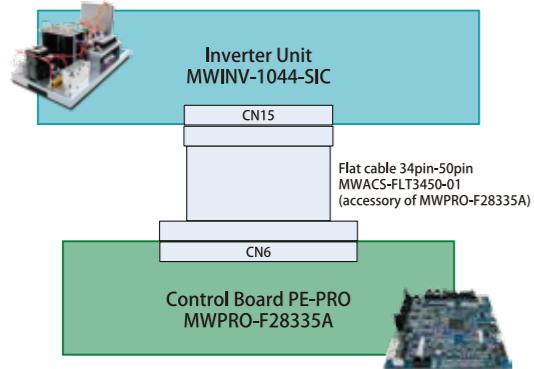 Inverter Unit
MWINV-1044-SIC
CN15
Flat cable 34pin-50pin
MWACS-FLT3450-01
(accessory of MWPRO-F28335A)
CN6
Control Board PE-PRO
MWPRO-F28335A